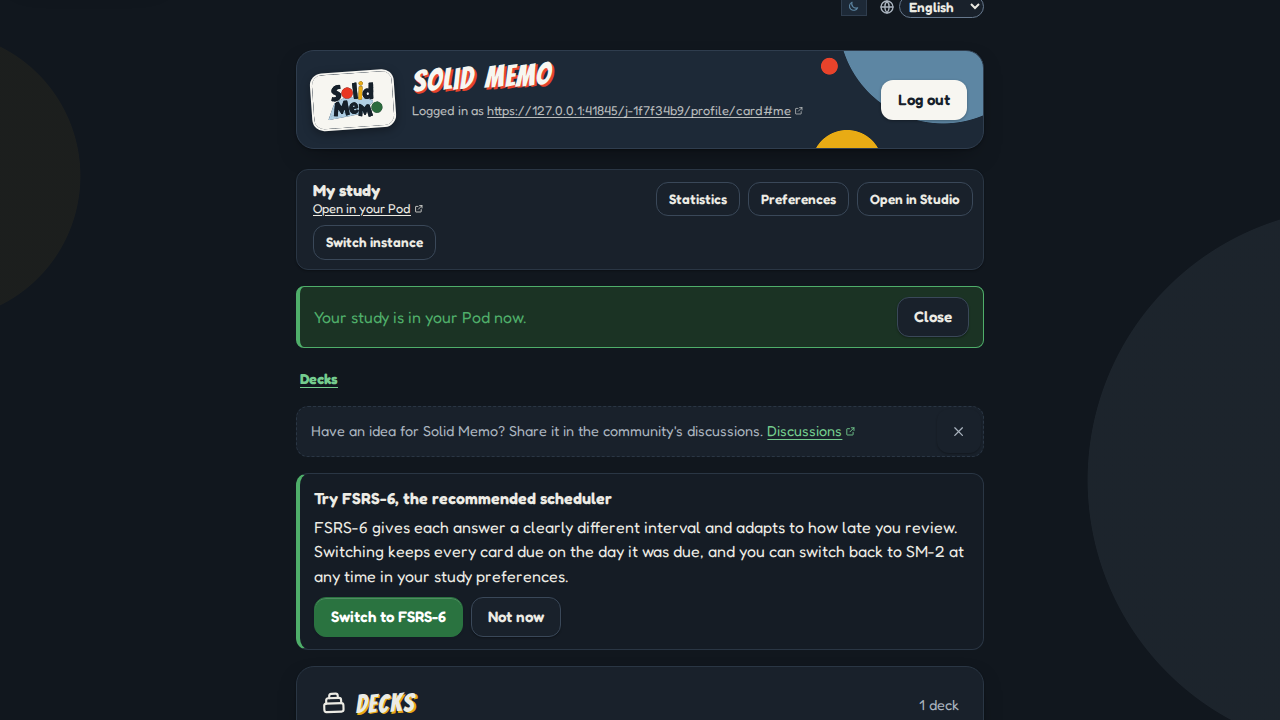 English
Solid
Memo
SOLID MEMO
Logged in as https://127.0.0.1:41845/j-1f7f34b9/profile/card#me
Log out
My study
Open in your Pod
Statistics
Preferences
Open in Studio
Switch instance
Your study is in your Pod now.
Close
Decks
Have an idea for Solid Memo? Share it in the community's discussions. Discussions
Try FSRS-6, the recommended scheduler
FSRS-6 gives each answer a clearly different interval and adapts to how late you review.
Switching keeps every card due on the day it was due, and you can switch back to SM-2 at
any time in your study preferences.
Switch to FSRS-6
Not now
DECKS
1 deck